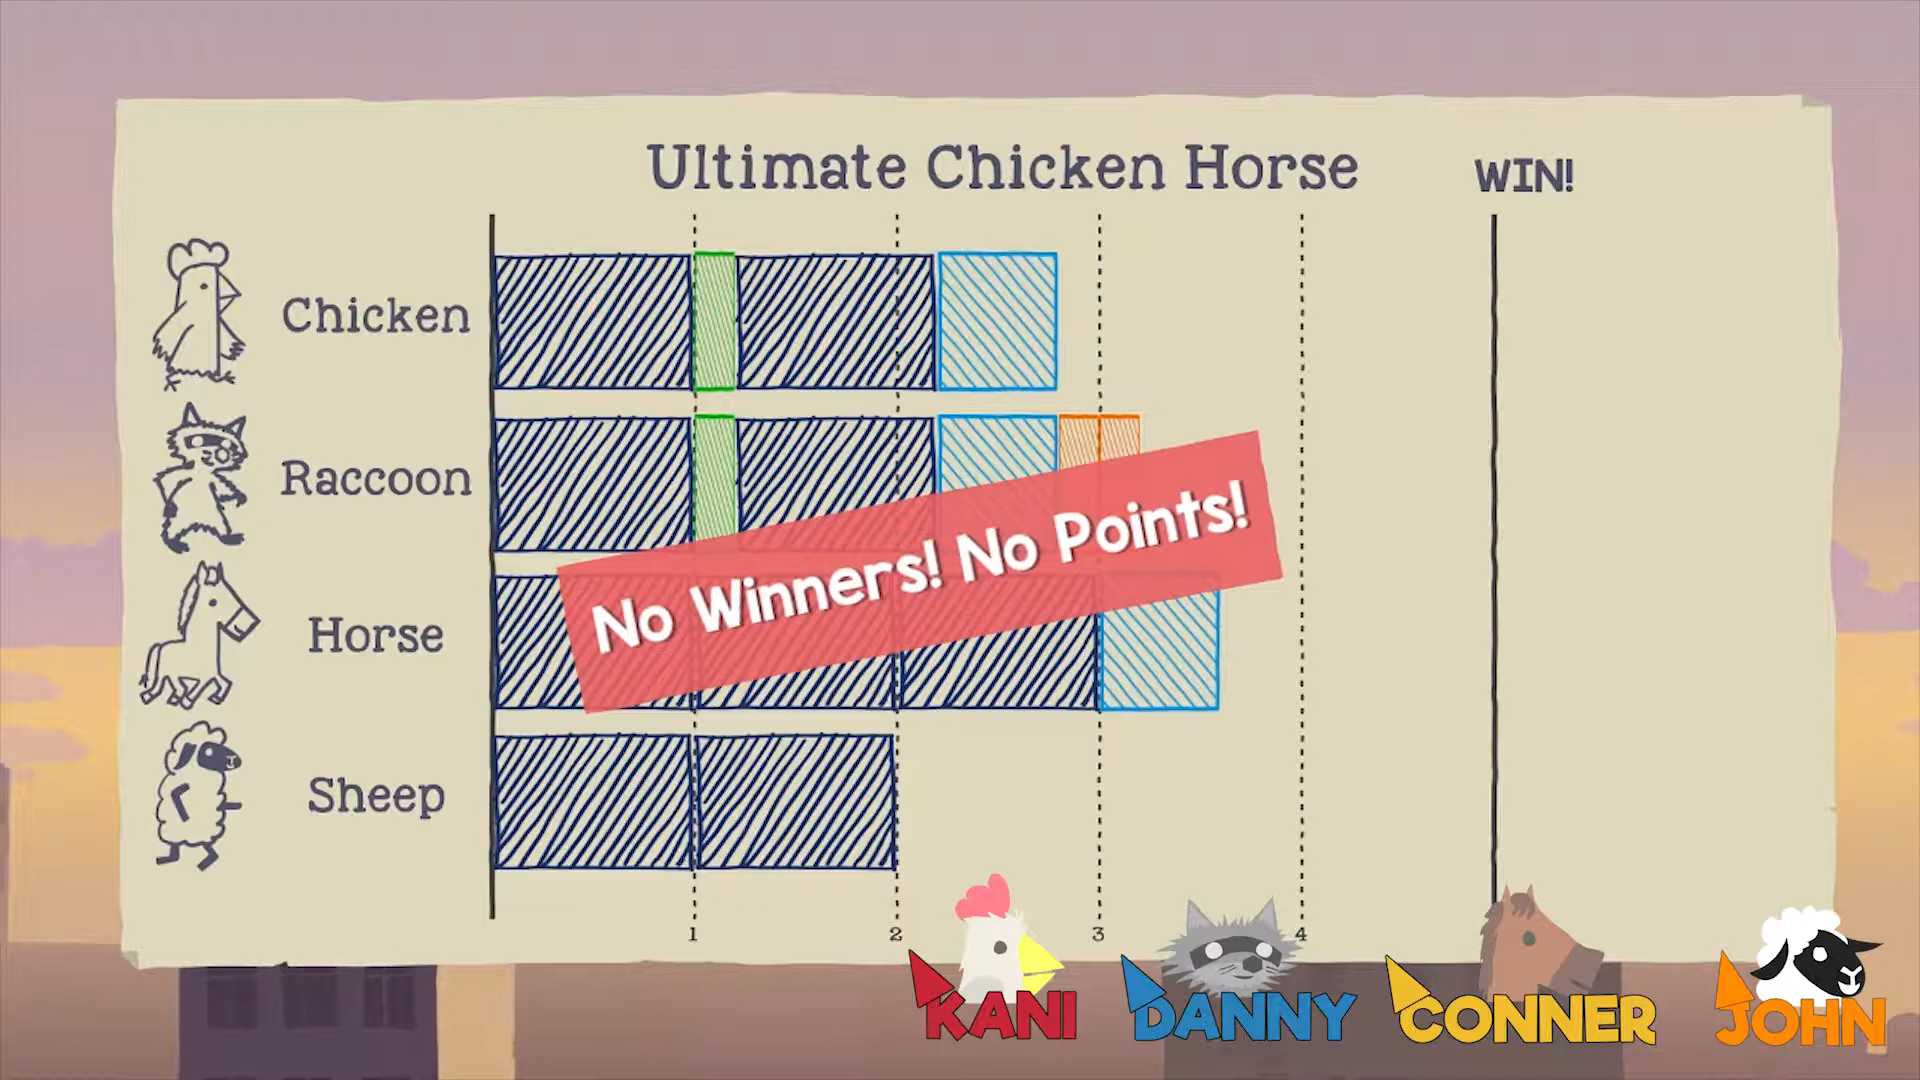 Ultimate Chicken Horse
WIN!
Chicken
Raccoon
No Winners! No Points!
Horse
Sheep
1 2 3 4
KANI DANNY CONNER JOHN